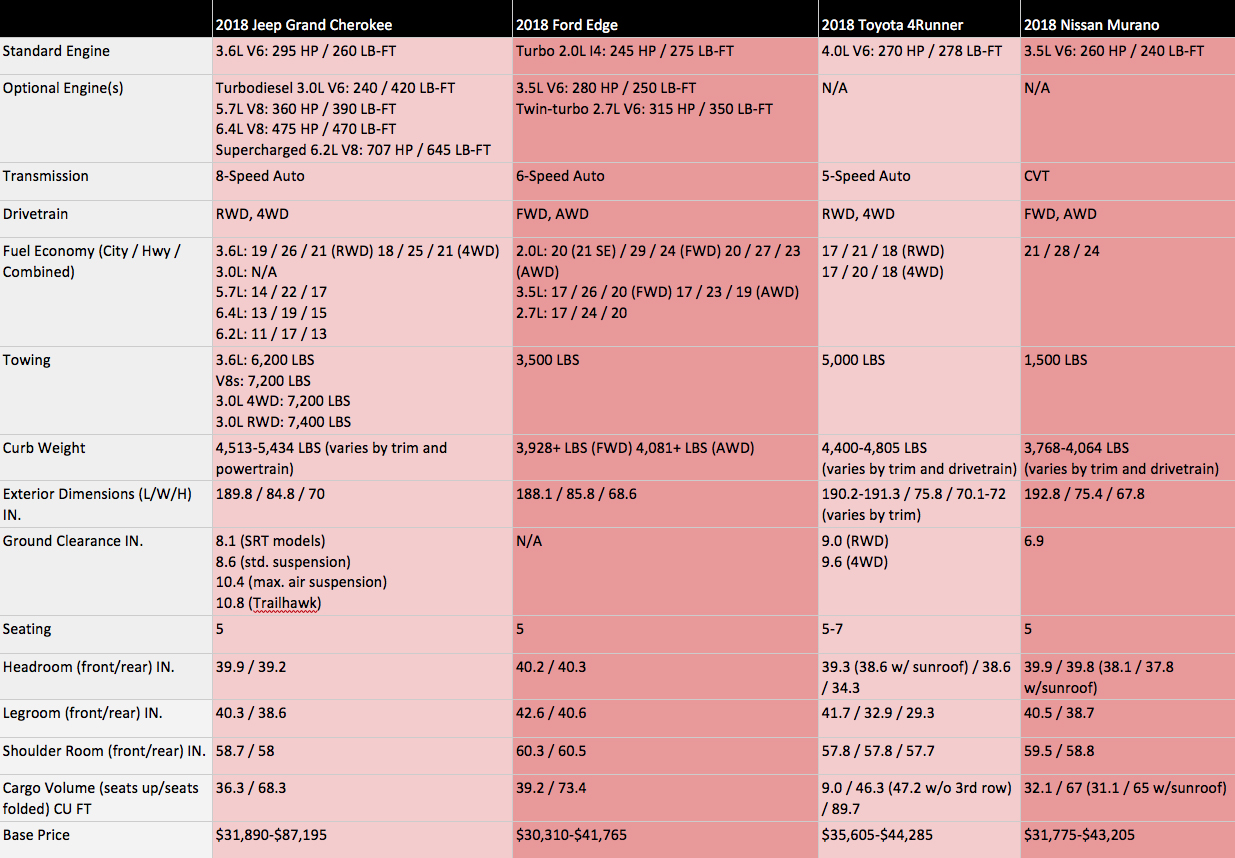 2018 Jeep Grand Cherokee 2018 Ford Edge 2018 Toyota 4Runner 2018 Nissan Murano
Standard Engine 3.6L V6: 295 HP / 260 LB-FT Turbo 2.0L I4: 245 HP / 275 LB-FT 4.0L V6: 270 HP / 278 LB-FT 3.5L V6: 260 HP / 240 LB-FT
Optional Engine(s) Turbodiesel 3.0L V6: 240 / 420 LB-FT 3.5L V6: 280 HP / 250 LB-FT N/A N/A
5.7L V8: 360 HP / 390 LB-FT Twin-turbo 2.7L V6: 315 HP / 350 LB-FT
6.4L V8: 475 HP / 470 LB-FT
Supercharged 6.2L V8: 707 HP / 645 LB-FT
Transmission 8-Speed Auto 6-Speed Auto 5-Speed Auto CVT
Drivetrain RWD, 4WD FWD, AWD RWD, 4WD FWD, AWD
Fuel Economy (City / Hwy / 3.6L: 19 / 26 / 21 (RWD) 18 / 25 / 21 (4WD) 2.0L: 20 (21 SE) / 29 / 24 (FWD) 20 / 27 / 23 17 / 21 / 18 (RWD) 21 / 28 / 24
Combined) 3.0L: N/A (AWD) 17 / 20 / 18 (4WD)
5.7L: 14 / 22 / 17 3.5L: 17 / 26 / 20 (FWD) 17 / 23 / 19 (AWD)
6.4L: 13 / 19 / 15 2.7L: 17 / 24 / 20
6.2L: 11 / 17 / 13
Towing 3.6L: 6,200 LBS 3,500 LBS 5,000 LBS 1,500 LBS
V8s: 7,200 LBS
3.0L 4WD: 7,200 LBS
3.0L RWD: 7,400 LBS
Curb Weight 4,513-5,434 LBS (varies by trim and 3,928+ LBS (FWD) 4,081+ LBS (AWD) 4,400-4,805 LBS 3,768-4,064 LBS
powertrain) (varies by trim and drivetrain) (varies by trim and drivetrain)
Exterior Dimensions (L/W/H) 189.8 / 84.8 / 70 188.1 / 85.8 / 68.6 190.2-191.3 / 75.8 / 70.1-72 192.8 / 75.4 / 67.8
IN. (varies by trim)
Ground Clearance IN. 8.1 (SRT models) N/A 9.0 (RWD) 6.9
8.6 (std. suspension) 9.6 (4WD)
10.4 (max. air suspension)
10.8 (Trailhawk)
Seating 5 5 5-7 5
Headroom (front/rear) IN. 39.9 / 39.2 40.2 / 40.3 39.3 (38.6 w/ sunroof) / 38.6 39.9 / 39.8 (38.1 / 37.8
/ 34.3 w/sunroof)
Legroom (front/rear) IN. 40.3 / 38.6 42.6 / 40.6 41.7 / 32.9 / 29.3 40.5 / 38.7
Shoulder Room (front/rear) IN. 58.7 / 58 60.3 / 60.5 57.8 / 57.8 / 57.7 59.5 / 58.8
Cargo Volume (seats up/seats 36.3 / 68.3 39.2 / 73.4 9.0 / 46.3 (47.2 w/o 3rd row) 32.1 / 67 (31.1 / 65 w/sunroof)
folded) CU FT / 89.7
Base Price $31,890-$87,195 $30,310-$41,765 $35,605-$44,285 $31,775-$43,205